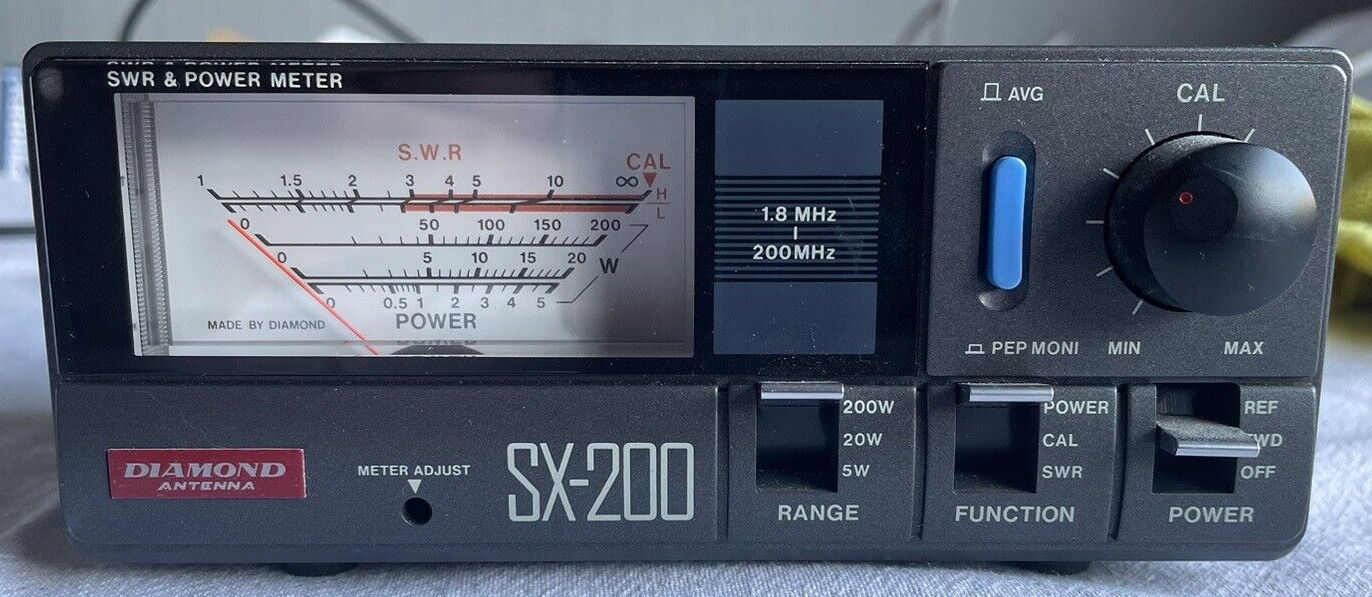 SWR & POWER METER
S.W.R
CAL
1 1.5 2 3 4 5 10 ∞
H
L
0 50 100 150 200
0 5 10 15 20
W
0 0.5 1 2 3 4 5
MADE BY DIAMOND
POWER
1.8 MHz
200MHz
AVG
CAL
PEP MONI
MIN
MAX
DIAMOND
ANTENNA
METER ADJUST
SX-200
200W
20W
5W
RANGE
POWER
CAL
SWR
FUNCTION
REF
FWD
OFF
POWER